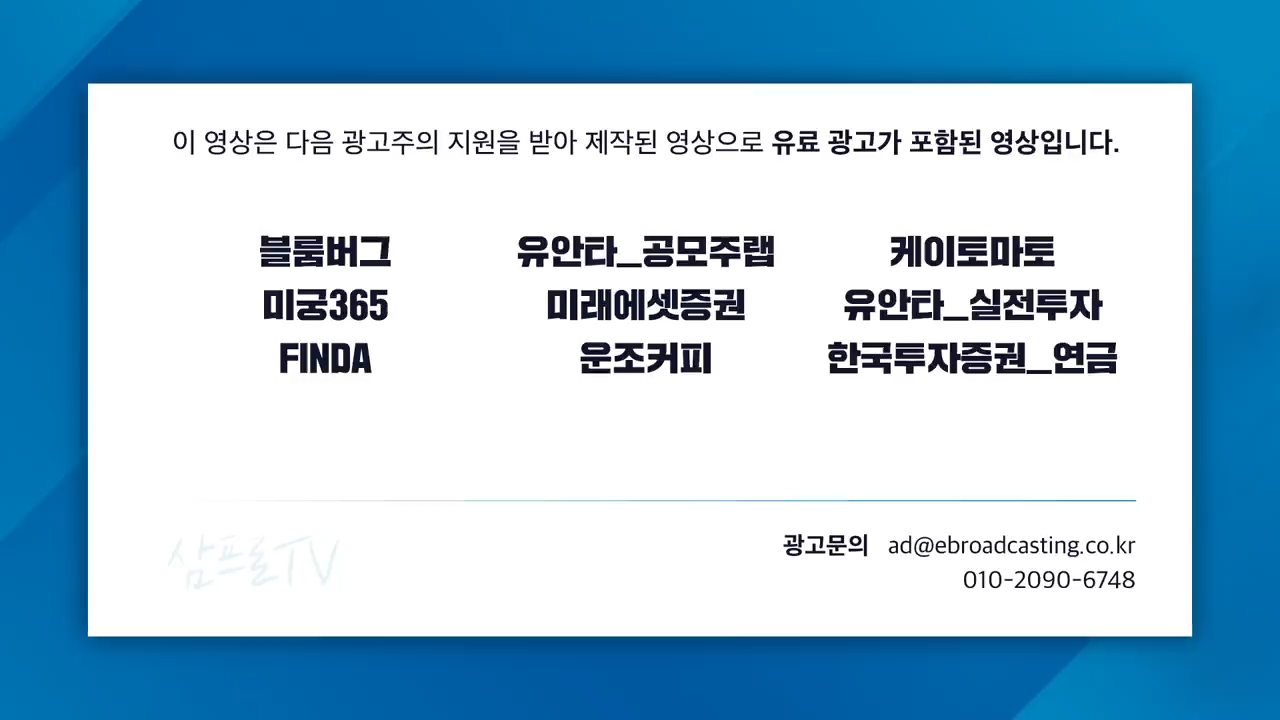 이 영상은 다음 광고주의 지원을 받아 제작된 영상으로 유료 광고가 포함된 영상입니다.
블룸버그 유안타_공모주랩 케이토마토
미궁365 미래에셋증권 유안타_실전투자
FINDA 운조커피 한국투자증권_연금
삼프로TV
광고문의 ad@ebroadcasting.co.kr
010-2090-6748